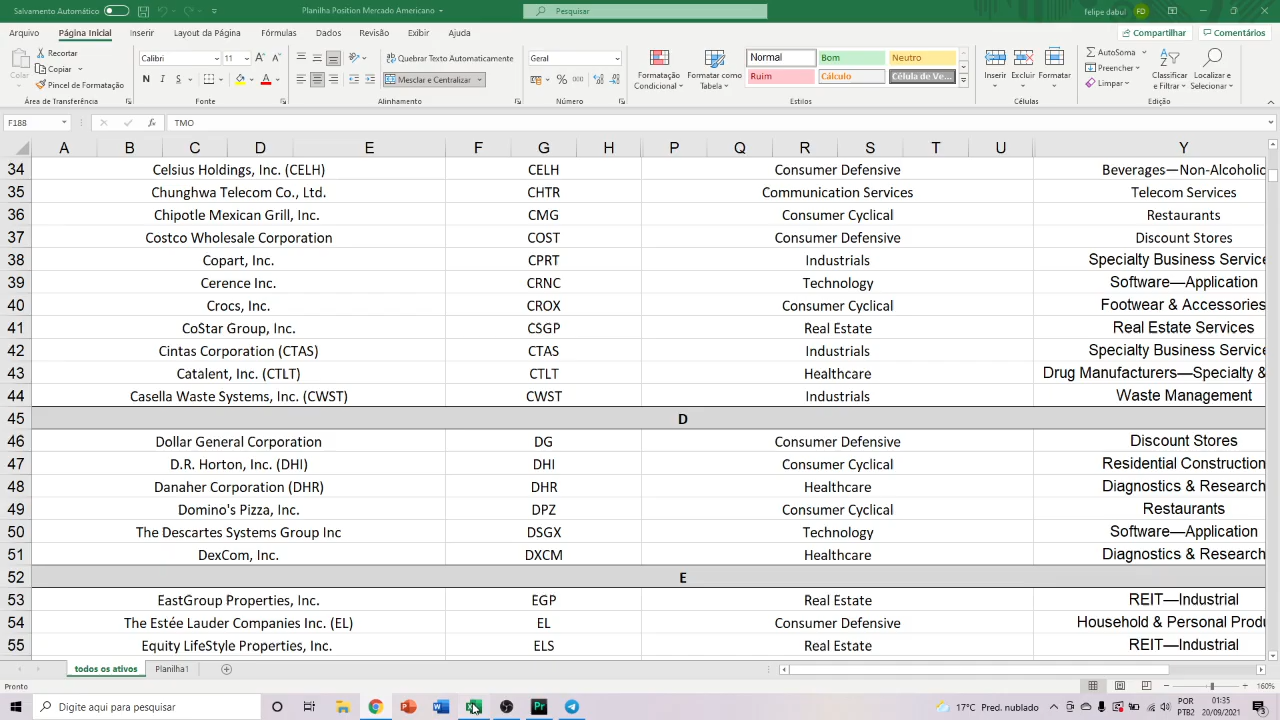 Salvamento Automático
Planilha Position Mercado Americano
Pesquisar
felipe dabul
FD
Arquivo Página Inicial Inserir Layout da Página Fórmulas Dados Revisão Exibir Ajuda
Compartilhar Comentários
Colar
Recortar
Copiar
Pincel de Formatação
Área de Transferência
Calibri 11
N I S
Fonte
Quebrar Texto Automaticamente
Mesclar e Centralizar
Alinhamento
Geral
Número
Formatação Condicional
Formatar como Tabela
Normal Bom Neutro
Ruim Cálculo Célula de Ve...
Estilos
Inserir Excluir Formatar
Células
AutoSoma
Preencher
Limpar
Classificar e Filtrar
Localizar e Selecionar
Edição
F188 fx TMO
A B C D E F G H P Q R S T U Y
34 Celsius Holdings, Inc. (CELH) CELH Consumer Defensive Beverages—Non-Alcoholic
35 Chunghwa Telecom Co., Ltd. CHTR Communication Services Telecom Services
36 Chipotle Mexican Grill, Inc. CMG Consumer Cyclical Restaurants
37 Costco Wholesale Corporation COST Consumer Defensive Discount Stores
38 Copart, Inc. CPRT Industrials Specialty Business Service
39 Cerence Inc. CRNC Technology Software—Application
40 Crocs, Inc. CROX Consumer Cyclical Footwear & Accessories
41 CoStar Group, Inc. CSGP Real Estate Real Estate Services
42 Cintas Corporation (CTAS) CTAS Industrials Specialty Business Service
43 Catalent, Inc. (CTLT) CTLT Healthcare Drug Manufacturers—Specialty &
44 Casella Waste Systems, Inc. (CWST) CWST Industrials Waste Management
45 D
46 Dollar General Corporation DG Consumer Defensive Discount Stores
47 D.R. Horton, Inc. (DHI) DHI Consumer Cyclical Residential Construction
48 Danaher Corporation (DHR) DHR Healthcare Diagnostics & Research
49 Domino's Pizza, Inc. DPZ Consumer Cyclical Restaurants
50 The Descartes Systems Group Inc DSGX Technology Software—Application
51 DexCom, Inc. DXCM Healthcare Diagnostics & Research
52 E
53 EastGroup Properties, Inc. EGP Real Estate REIT—Industrial
54 The Estée Lauder Companies Inc. (EL) EL Consumer Defensive Household & Personal Produ
55 Equity LifeStyle Properties, Inc. ELS Real Estate REIT—Industrial
todos os ativos Planilha1
Pronto
160%
Digite aqui para pesquisar
17°C Pred. nublado
POR
PTB2
01:35
20/09/2021